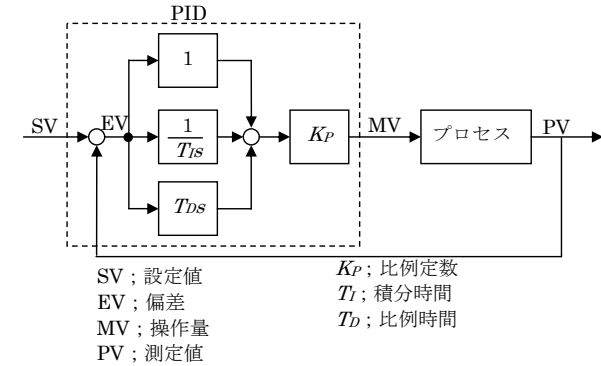 PID
1
SV
EV
1
TIs
KP
MV
プロセス
PV
TDs
SV ; 設定値
EV ; 偏差
MV ; 操作量
PV ; 測定値
KP ; 比例定数
TI ; 積分時間
TD ; 比例時間